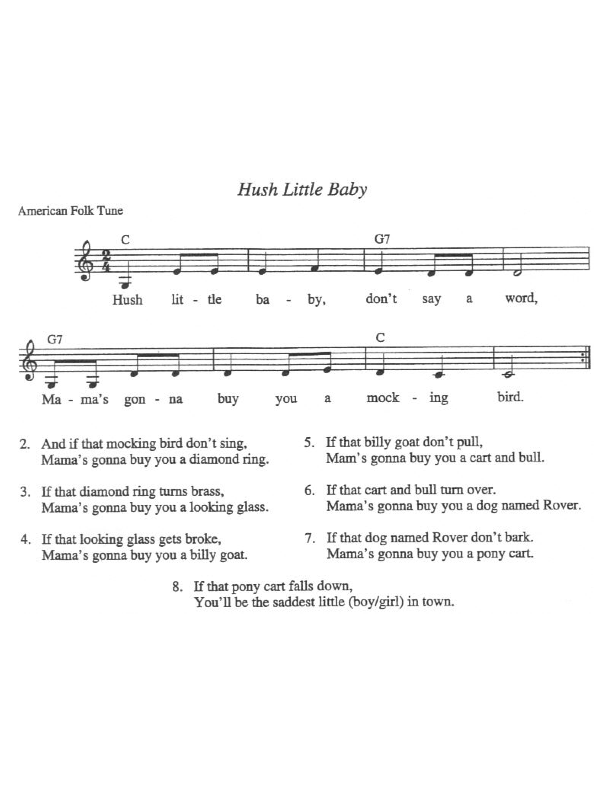 Hush Little Baby
American Folk Tune
C G7
2 4
Hush lit - tle ba - by, don't say a word,
G7 C
Ma - ma's gon - na buy you a mock - ing bird.
2. And if that mocking bird don't sing,
Mama's gonna buy you a diamond ring.
3. If that diamond ring turns brass,
Mama's gonna buy you a looking glass.
4. If that looking glass gets broke,
Mama's gonna buy you a billy goat.
5. If that billy goat don't pull,
Mam's gonna buy you a cart and bull.
6. If that cart and bull turn over.
Mama's gonna buy you a dog named Rover.
7. If that dog named Rover don't bark.
Mama's gonna buy you a pony cart.
8. If that pony cart falls down,
You'll be the saddest little (boy/girl) in town.